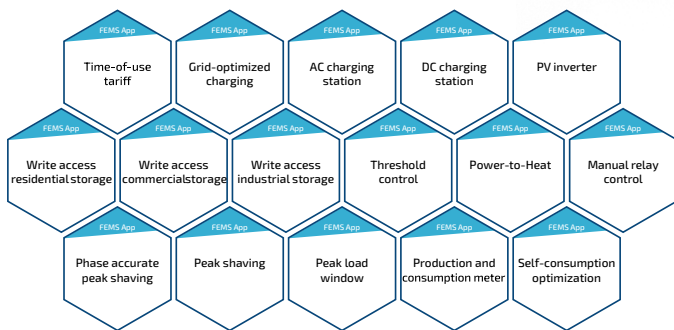 FEMS App
Time-of-use
tariff
FEMS App
Grid-optimized
charging
FEMS App
AC charging
station
FEMS App
DC charging
station
FEMS App
PV inverter
FEMS App
Write access
residential storage
FEMS App
Write access
commercialstorage
FEMS App
Write access
industrial storage
FEMS App
Threshold
control
FEMS App
Power-to-Heat
FEMS App
Manual relay
control
FEMS App
Phase accurate
peak shaving
FEMS App
Peak shaving
FEMS App
Peak load
window
FEMS App
Production and
consumption meter
FEMS App
Self-consumption
optimization